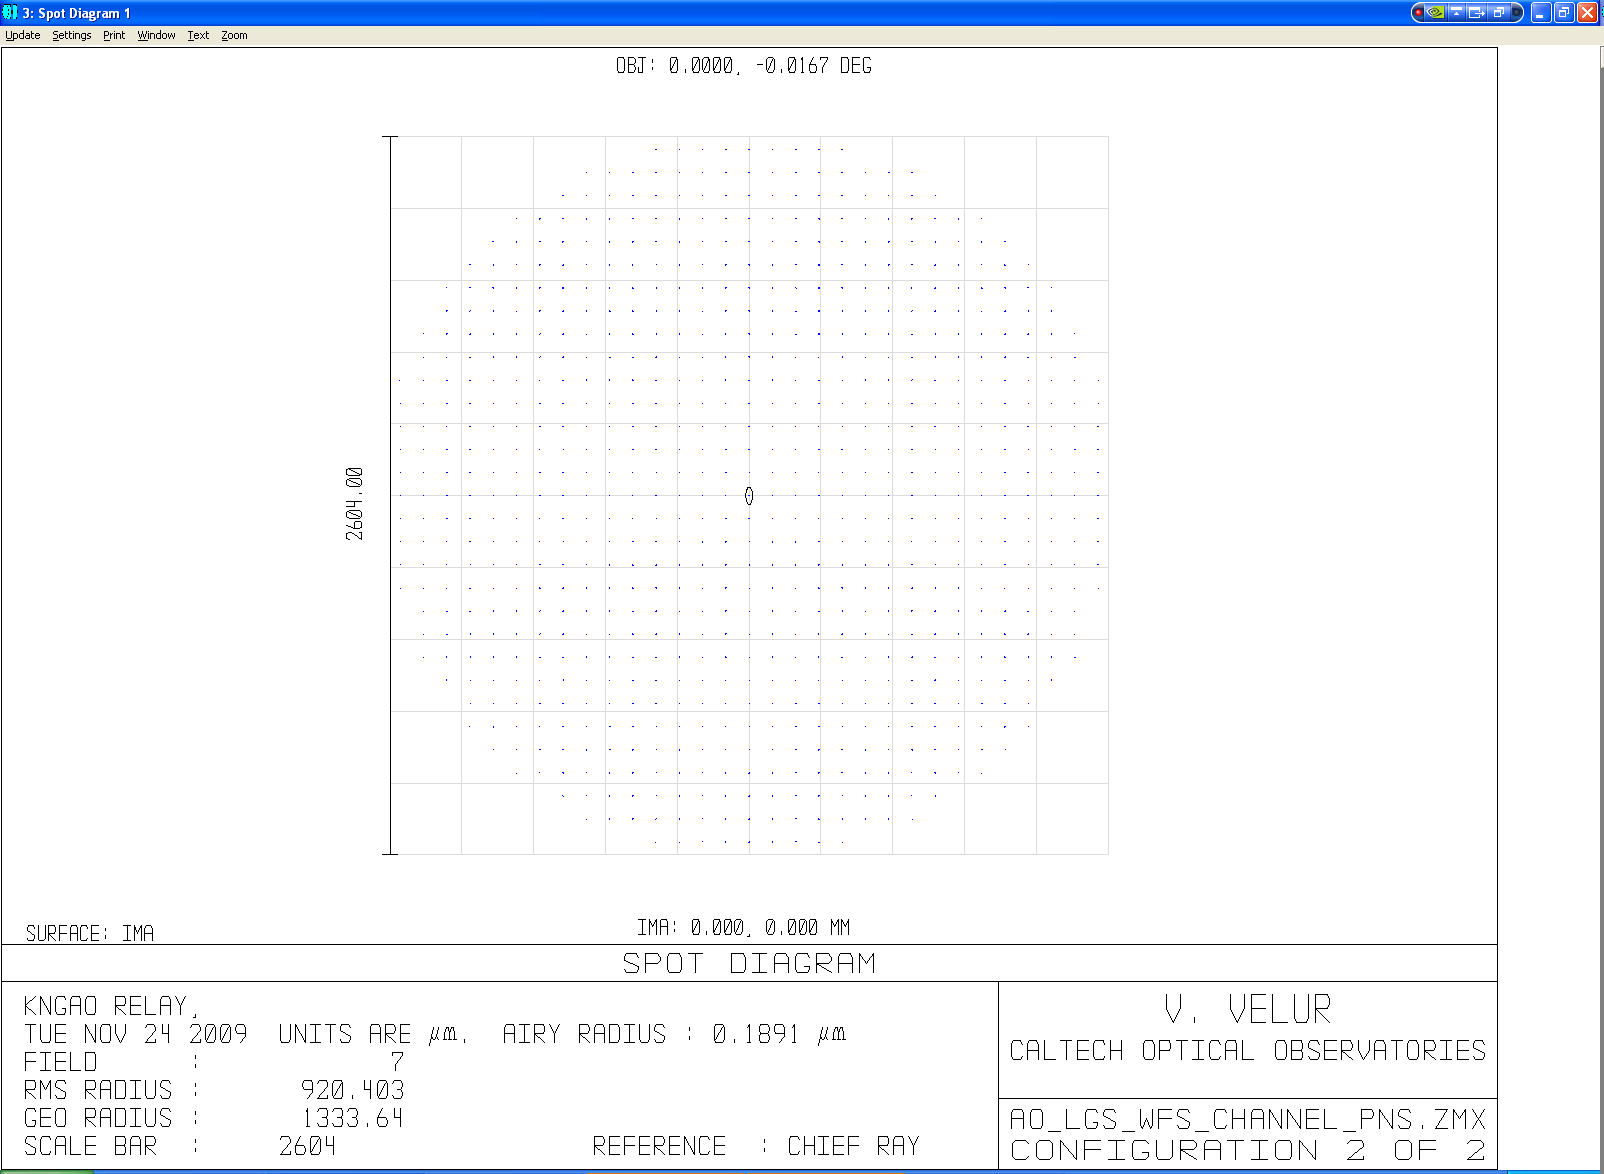 3: Spot Diagram 1
Update Settings Print Window Text Zoom
OBJ: 0.0000, -0.0167 DEG
2604.00
IMA: 0.000, 0.000 MM
SURFACE: IMA
SPOT DIAGRAM
KNGAO RELAY,
TUE NOV 24 2009 UNITS ARE µm. AIRY RADIUS : 0.1891 µm
FIELD : 7
RMS RADIUS : 920.403
GEO RADIUS : 1333.64
SCALE BAR : 2604 REFERENCE : CHIEF RAY
V. VELUR
CALTECH OPTICAL OBSERVATORIES
AO_LGS_WFS_CHANNEL_PNS.ZMX
CONFIGURATION 2 OF 2